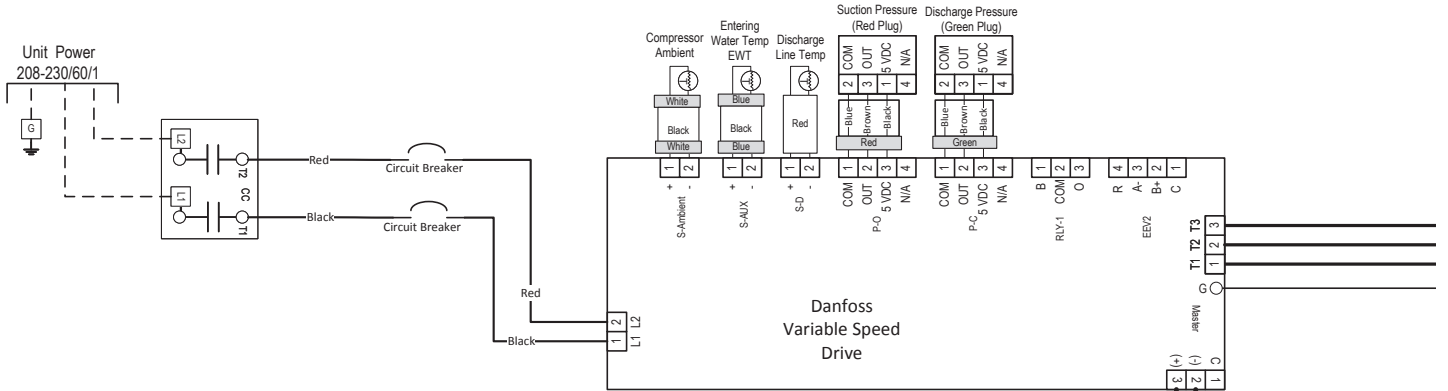 Unit Power
208-230/60/1
G
L2
T2
CC
L1
T1
Red
Circuit Breaker
Black
Circuit Breaker
Red
Black
Compressor
Ambient
White
Black
White
1 2
+ -
S-Ambient
Entering
Water Temp
EWT
Blue
Black
Blue
1 2
+ -
S-AUX
Discharge
Line Temp
Red
1 2
+ -
S-D
Suction Pressure
(Red Plug)
COM OUT 5 VDC N/A
2 3 1 4
Blue Brown Black
Red
1 2 3 4
COM OUT 5 VDC N/A
P-O
Discharge Pressure
(Green Plug)
COM OUT 5 VDC N/A
2 3 1 4
Blue Brown Black
Green
1 2 3 4
COM OUT 5 VDC N/A
P-C
1 2 3
B COM O
RLY-1
4 3 2 1
R A- B+ C
EEV2
T3 3
T2 2
T1 1
G
Master
(+) (-) C
3 2 1
2 L2
1 L1
Danfoss
Variable Speed
Drive